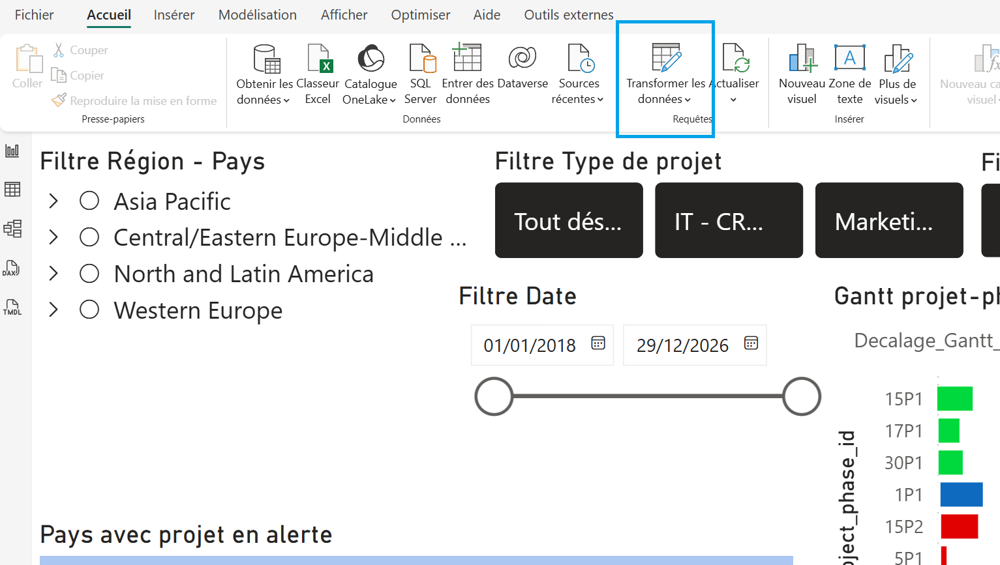 Fichier Accueil Insérer Modélisation Afficher Optimiser Aide Outils externes
Coller
Couper
Copier
Reproduire la mise en forme
Presse-papiers
Obtenir les données
Classeur Excel
Catalogue OneLake
SQL Server
Entrer des données
Dataverse
Sources récentes
Données
Transformer les données
Actualiser
Requêtes
Nouveau visuel
Zone de texte
Plus de visuels
Insérer
Nouveau ca
visuel
fx
A
X
DAX
TMDL
Filtre Région - Pays
Asia Pacific
Central/Eastern Europe-Middle ...
North and Latin America
Western Europe
Filtre Type de projet
Tout dés...
IT - CR...
Marketi...
Fi
Filtre Date
01/01/2018
29/12/2026
Gantt projet-ph
Decalage_Gantt_
15P1
17P1
30P1
1P1
15P2
5P1
oject_phase_id
Pays avec projet en alerte